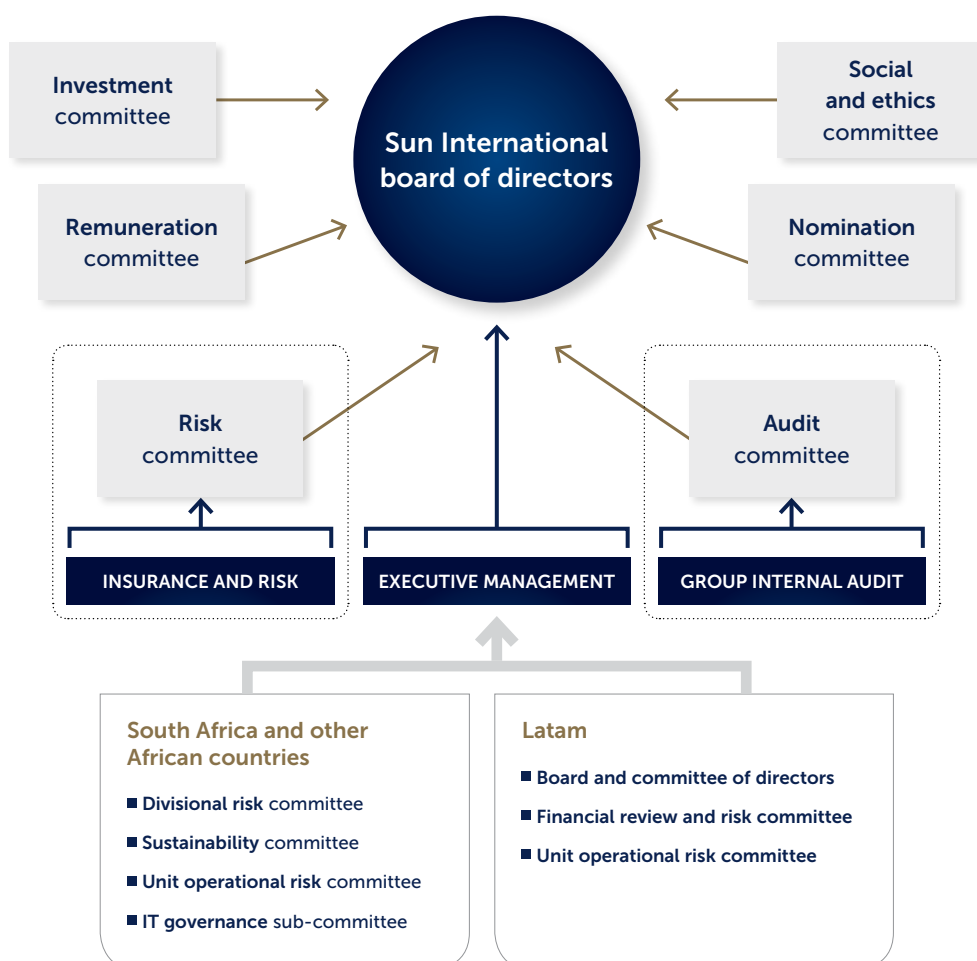 Investment
committee
Sun International
board of directors
Social
and ethics
committee
Remuneration
committee
Nomination
committee
Risk
committee
Audit
committee
INSURANCE AND RISK
EXECUTIVE MANAGEMENT
GROUP INTERNAL AUDIT
South Africa and other
African countries
Divisional risk committee
Sustainability committee
Unit operational risk committee
IT governance sub-committee
Latam
Board and committee of directors
Financial review and risk committee
Unit operational risk committee